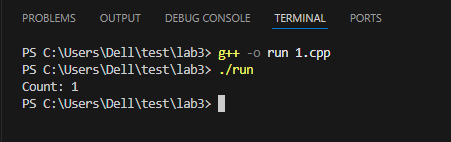 PROBLEMS OUTPUT DEBUG CONSOLE TERMINAL PORTS
PS C:\Users\Dell\test\lab3> g++ -o run 1.cpp
PS C:\Users\Dell\test\lab3> ./run
Count: 1
PS C:\Users\Dell\test\lab3>